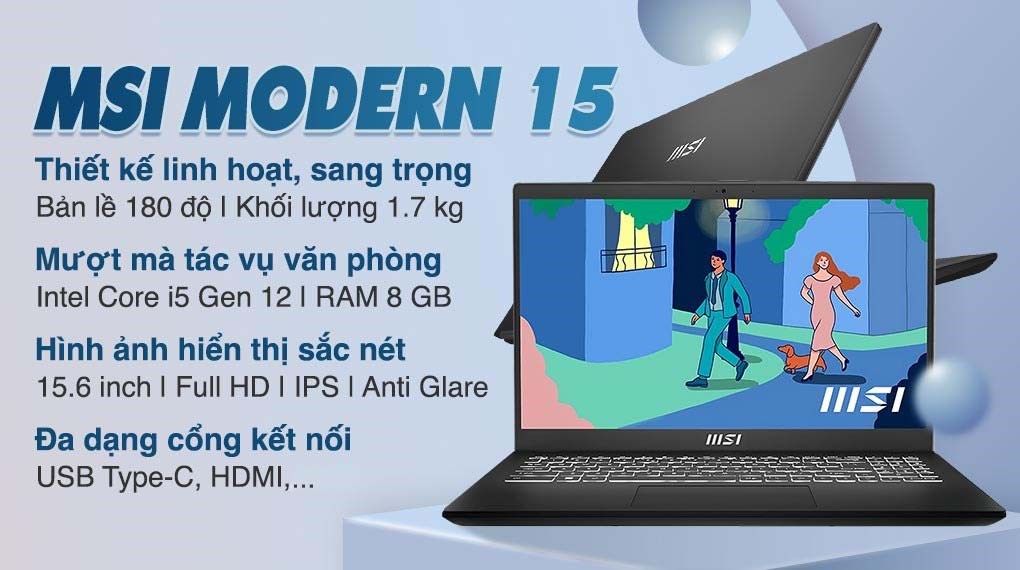 MSI MODERN 15
Thiết kế linh hoạt, sang trọng
Bản lề 180 độ | Khối lượng 1.7 kg
Mượt mà tác vụ văn phòng
Intel Core i5 Gen 12 | RAM 8 GB
Hình ảnh hiển thị sắc nét
15.6 inch | Full HD | IPS | Anti Glare
Đa dạng cổng kết nối
USB Type-C, HDMI,...
msi
msi
msi